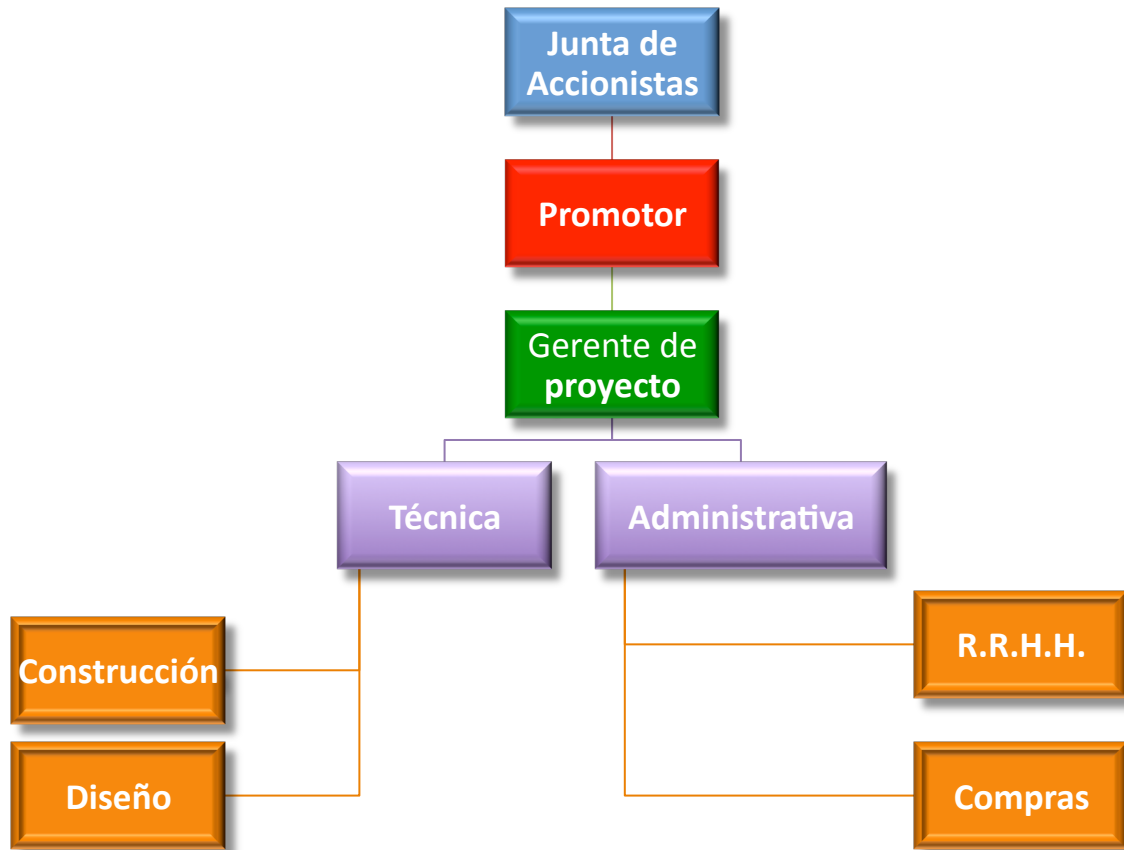 Junta de
Accionistas
Promotor
Gerente de
proyecto
Técnica
Administrativa
Construcción
R.R.H.H.
Diseño
Compras